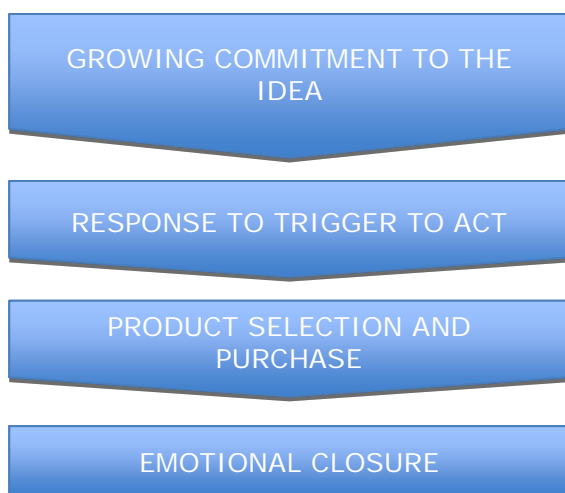 GROWING COMMITMENT TO THE
IDEA
RESPONSE TO TRIGGER TO ACT
PRODUCT SELECTION AND
PURCHASE
EMOTIONAL CLOSURE